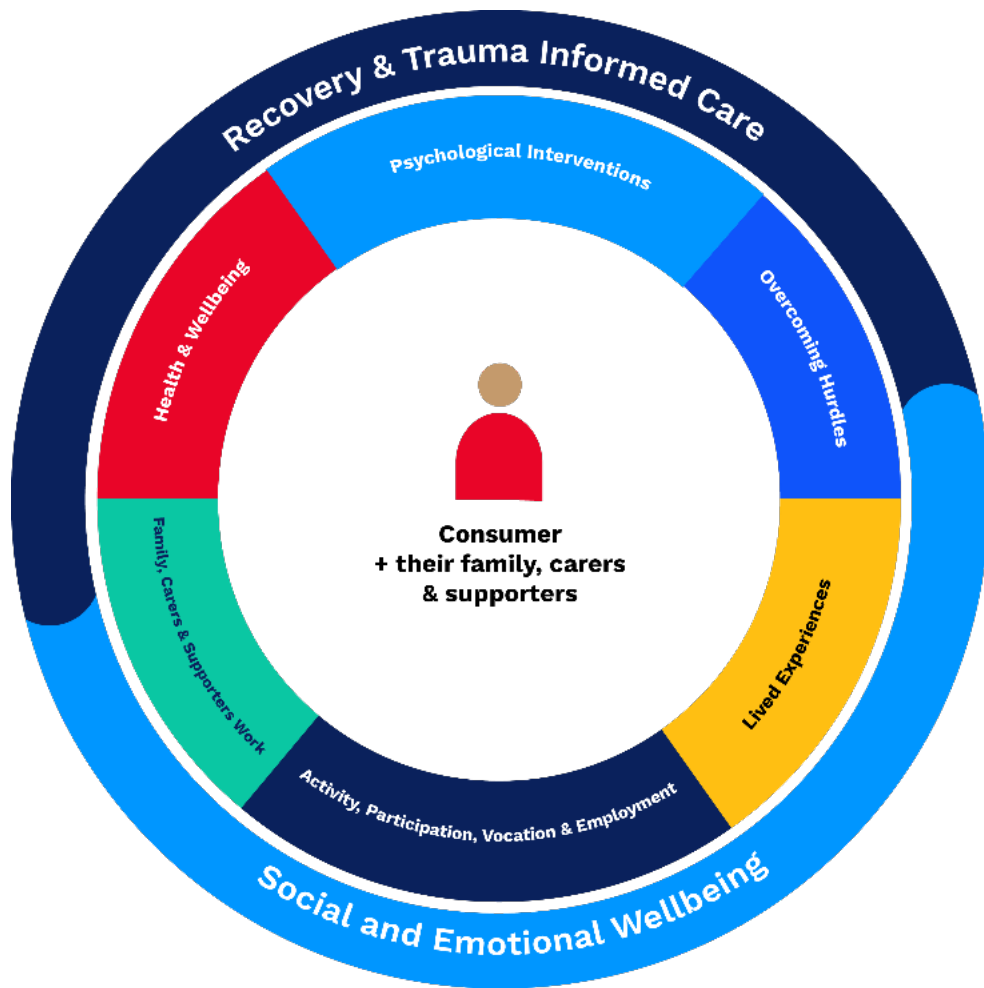 Recovery & Trauma Informed Care
Psychological Interventions
Overcoming Hurdles
Health & Wellbeing
Consumer
+ their family, carers
& supporters
Family, Carers & Supporters Work
Lived Experiences
Activity, Participation, Vocation & Employment
Social and Emotional Wellbeing